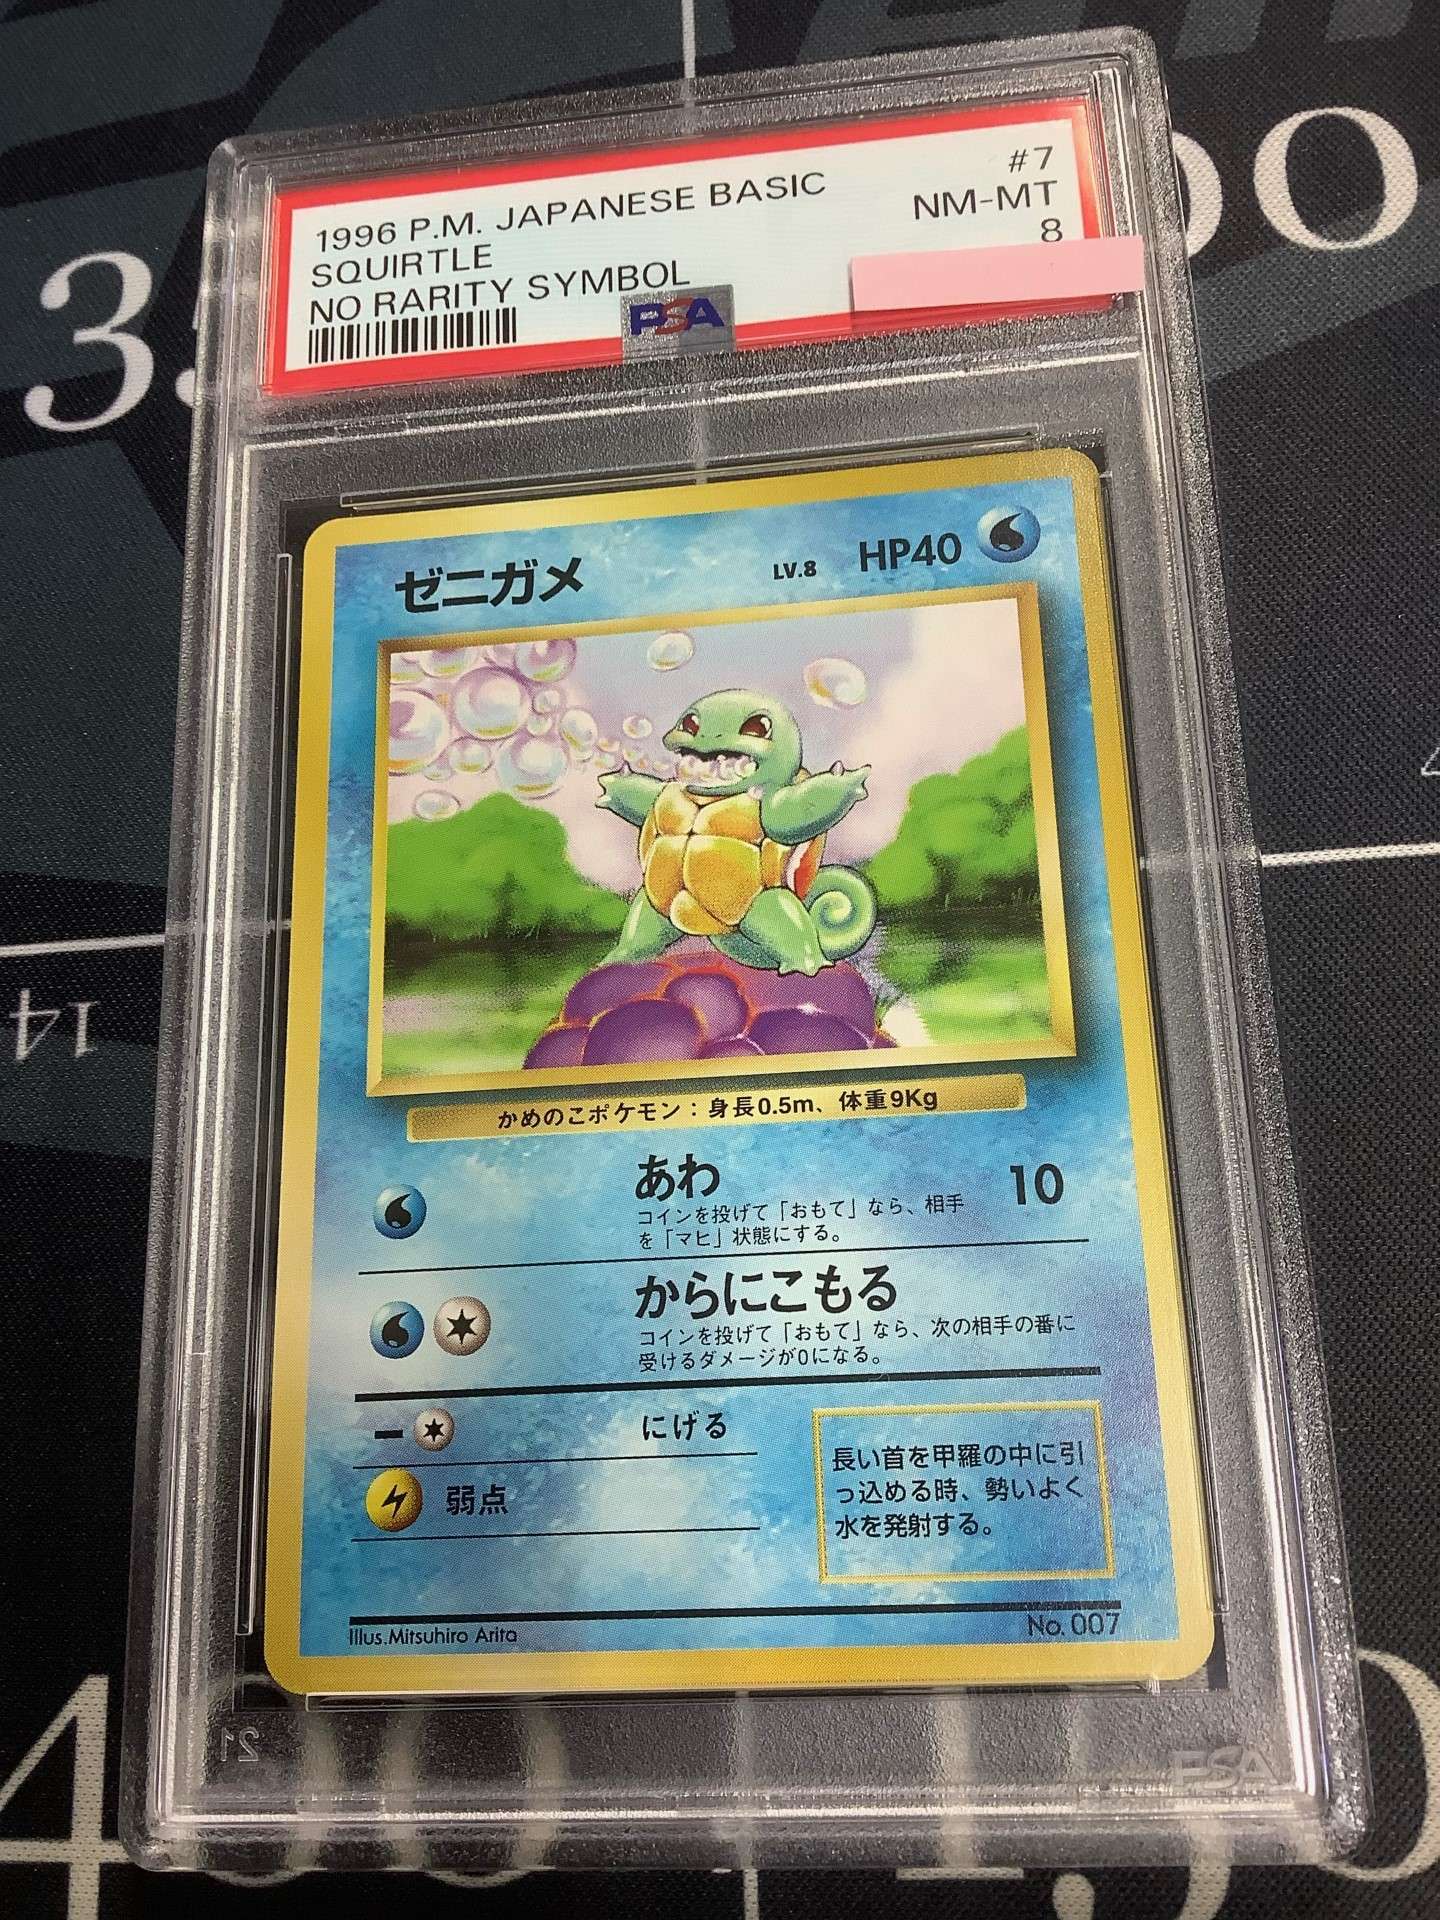 1996 P.M. JAPANESE BASIC
#7
SQUIRTLE
NM-MT
NO RARITY SYMBOL
8
PSA
ゼニガメ
LV.8
HP40
かめのこポケモン：身長0.5m、体重9Kg
あわ
10
コインを投げて「おもて」なら、相手
を「マヒ」状態にする。
からにこもる
コインを投げて「おもて」なら、次の相手の番に
受けるダメージが0になる。
にげる
弱点
長い首を甲羅の中に引
っ込める時、勢いよく
水を発射する。
Illus.Mitsuhiro Arita
No.007
21
PSA
14